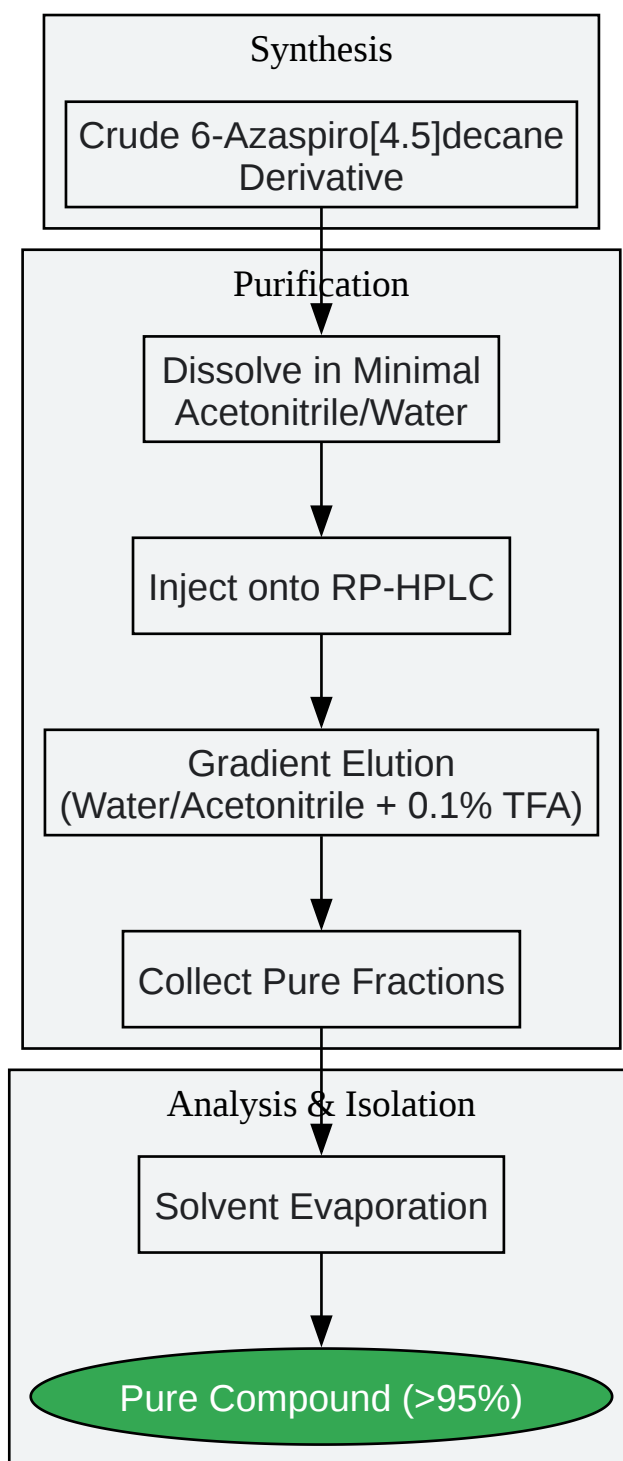 Synthesis
Crude 6-Azaspiro[4.5]decane
Derivative
Purification
Dissolve in Minimal
Acetonitrile/Water
Inject onto RP-HPLC
Gradient Elution
(Water/Acetonitrile + 0.1% TFA)
Collect Pure Fractions
Analysis & Isolation
Solvent Evaporation
Pure Compound (>95%)